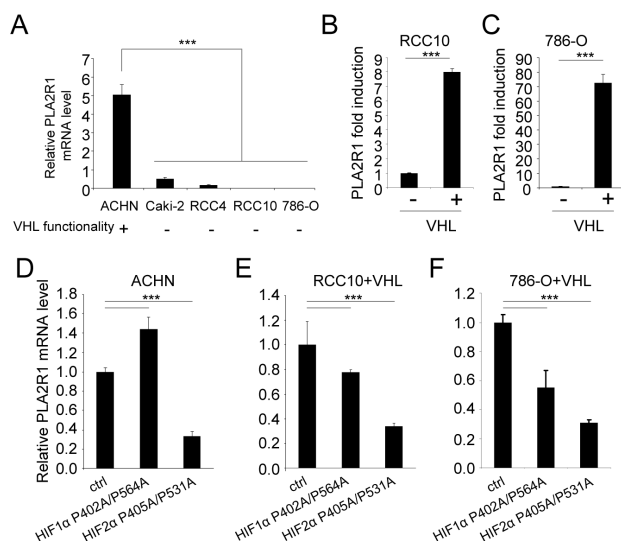 A
Relative PLA2R1
mRNA level
***
6
5
4
3
2
1
0
ACHN Caki-2 RCC4 RCC10 786-O
VHL functionality + - - - -
B
RCC10
PLA2R1 fold induction
***
9
8
7
6
5
4
3
2
1
0
- +
VHL
C
786-O
PLA2R1 fold induction
***
90
80
70
60
50
40
30
20
10
0
- +
VHL
D
ACHN
Relative PLA2R1 mRNA level
***
1.8
1.6
1.4
1.2
1.0
0.8
0.6
0.4
0.2
0.0
ctrl
HIF1α P402A/P564A
HIF2α P405A/P531A
E
RCC10+VHL
***
1.4
1.2
1.0
0.8
0.6
0.4
0.2
0.0
ctrl
HIF1α P402A/P564A
HIF2α P405A/P531A
F
786-O+VHL
***
1.2
1.0
0.8
0.6
0.4
0.2
0.0
ctrl
HIF1α P402A/P564A
HIF2α P405A/P531A